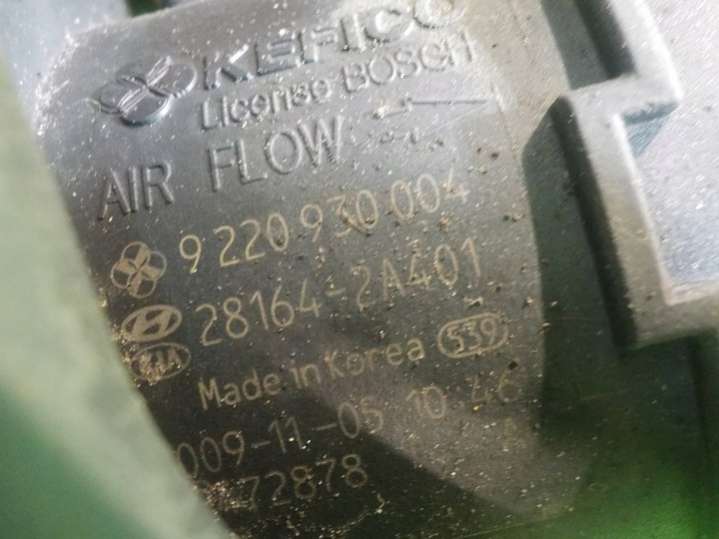 KEFICO
License BOSCH
AIR FLOW
9 220 930 004
28164-2A401
KIA
Made in Korea 539
009-11-05 10 46
72878